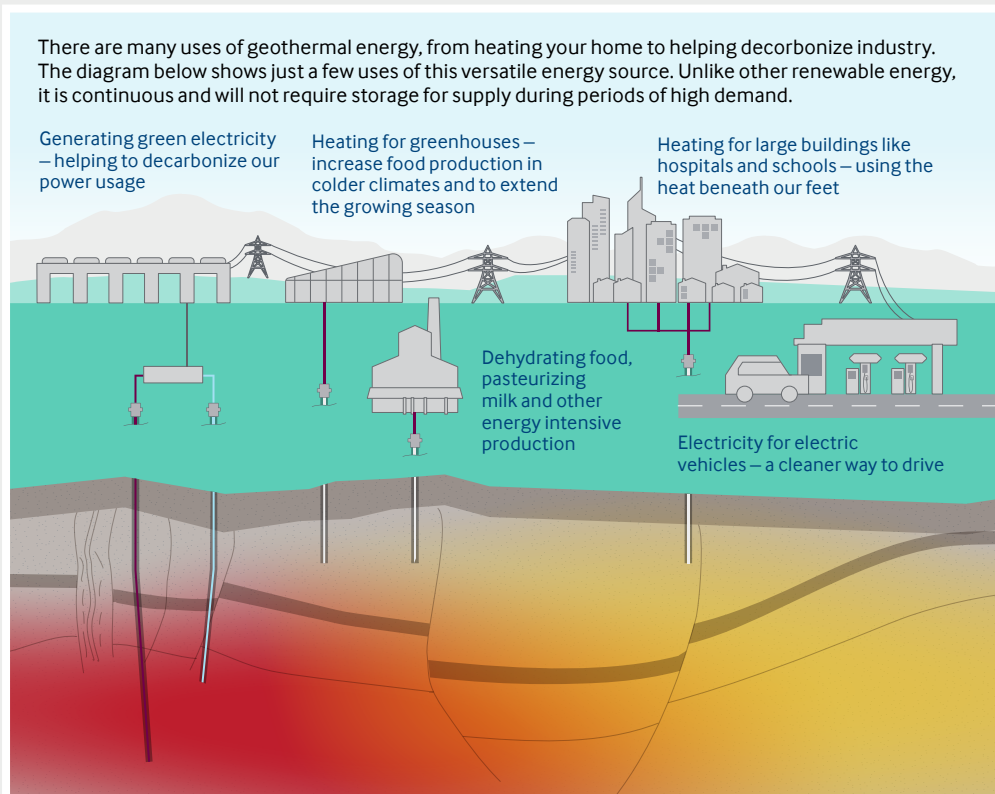 There are many uses of geothermal energy, from heating your home to helping decorbonize industry.
The diagram below shows just a few uses of this versatile energy source. Unlike other renewable energy,
it is continuous and will not require storage for supply during periods of high demand.
Generating green electricity
– helping to decarbonize our
power usage
Heating for greenhouses –
increase food production in
colder climates and to extend
the growing season
Heating for large buildings like
hospitals and schools – using the
heat beneath our feet
Dehydrating food,
pasteurizing
milk and other
energy intensive
production
Electricity for electric
vehicles – a cleaner way to drive